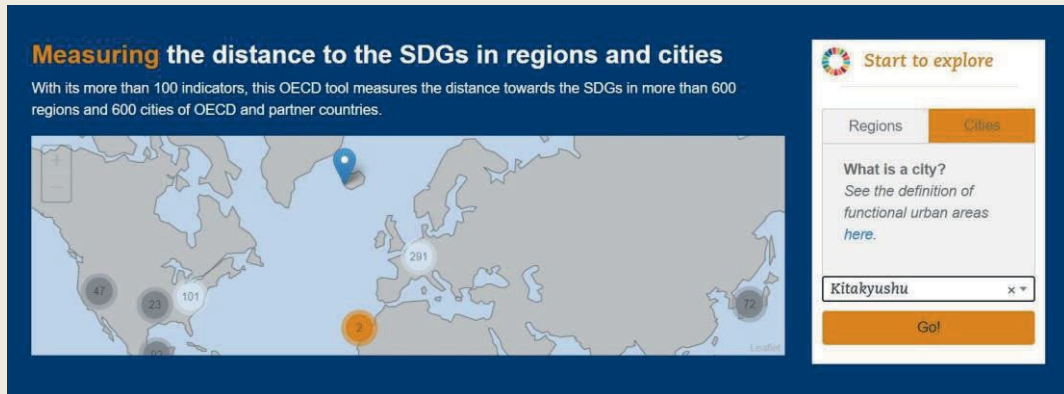 Measuring the distance to the SDGs in regions and cities
With its more than 100 indicators, this OECD tool measures the distance towards the SDGs in more than 600
regions and 600 cities of OECD and partner countries.
+
−
47
23
101
291
2
72
Leaflet
Start to explore
Regions
Cities
What is a city?
See the definition of
functional urban areas
here.
Kitakyushu
×
Go!